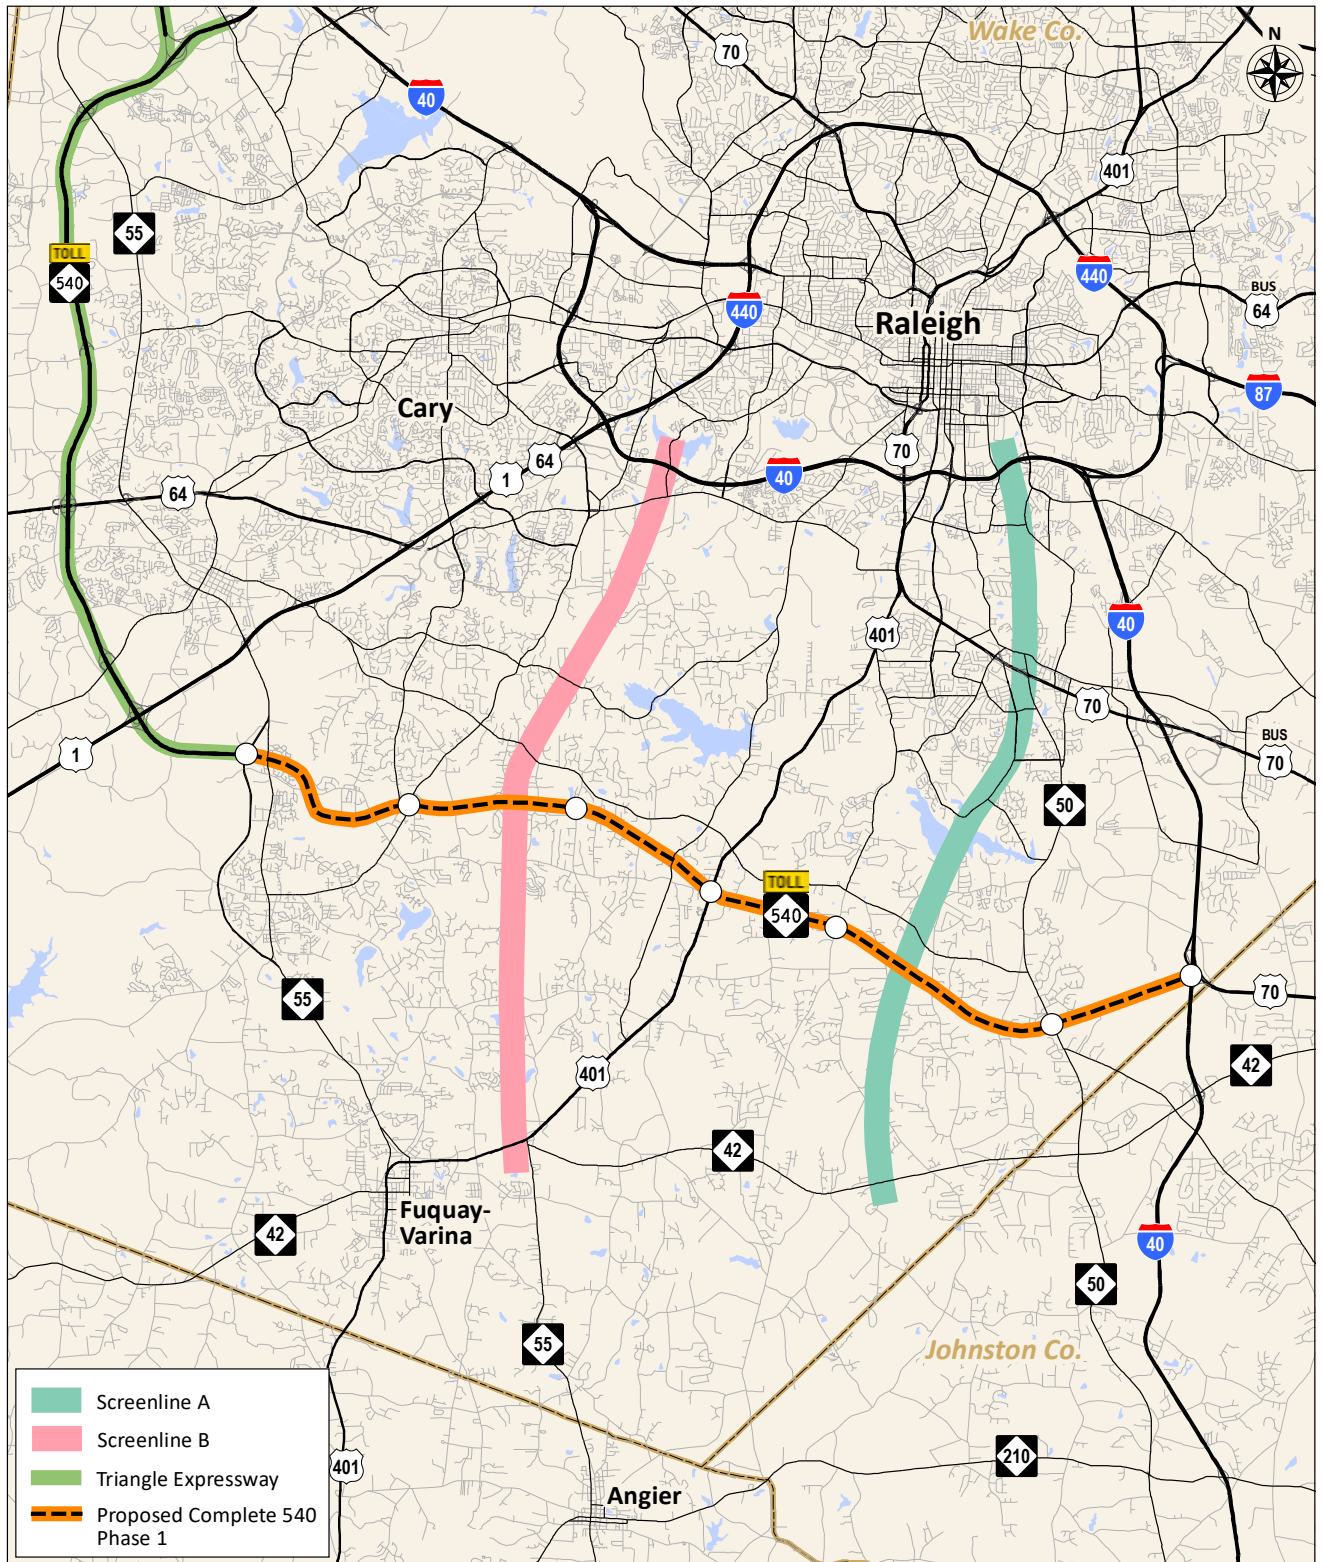 Wake Co.
N
70
40
401
55
TOLL
540
440
BUS
64
440
Raleigh
87
Cary
70
64
1
40
64
40
401
70
BUS
70
1
50
TOLL
540
55
70
42
401
42
Fuquay-
Varina
42
40
50
55
Johnston Co.
210
401
Angier
Screenline A
Screenline B
Triangle Expressway
Proposed Complete 540
Phase 1